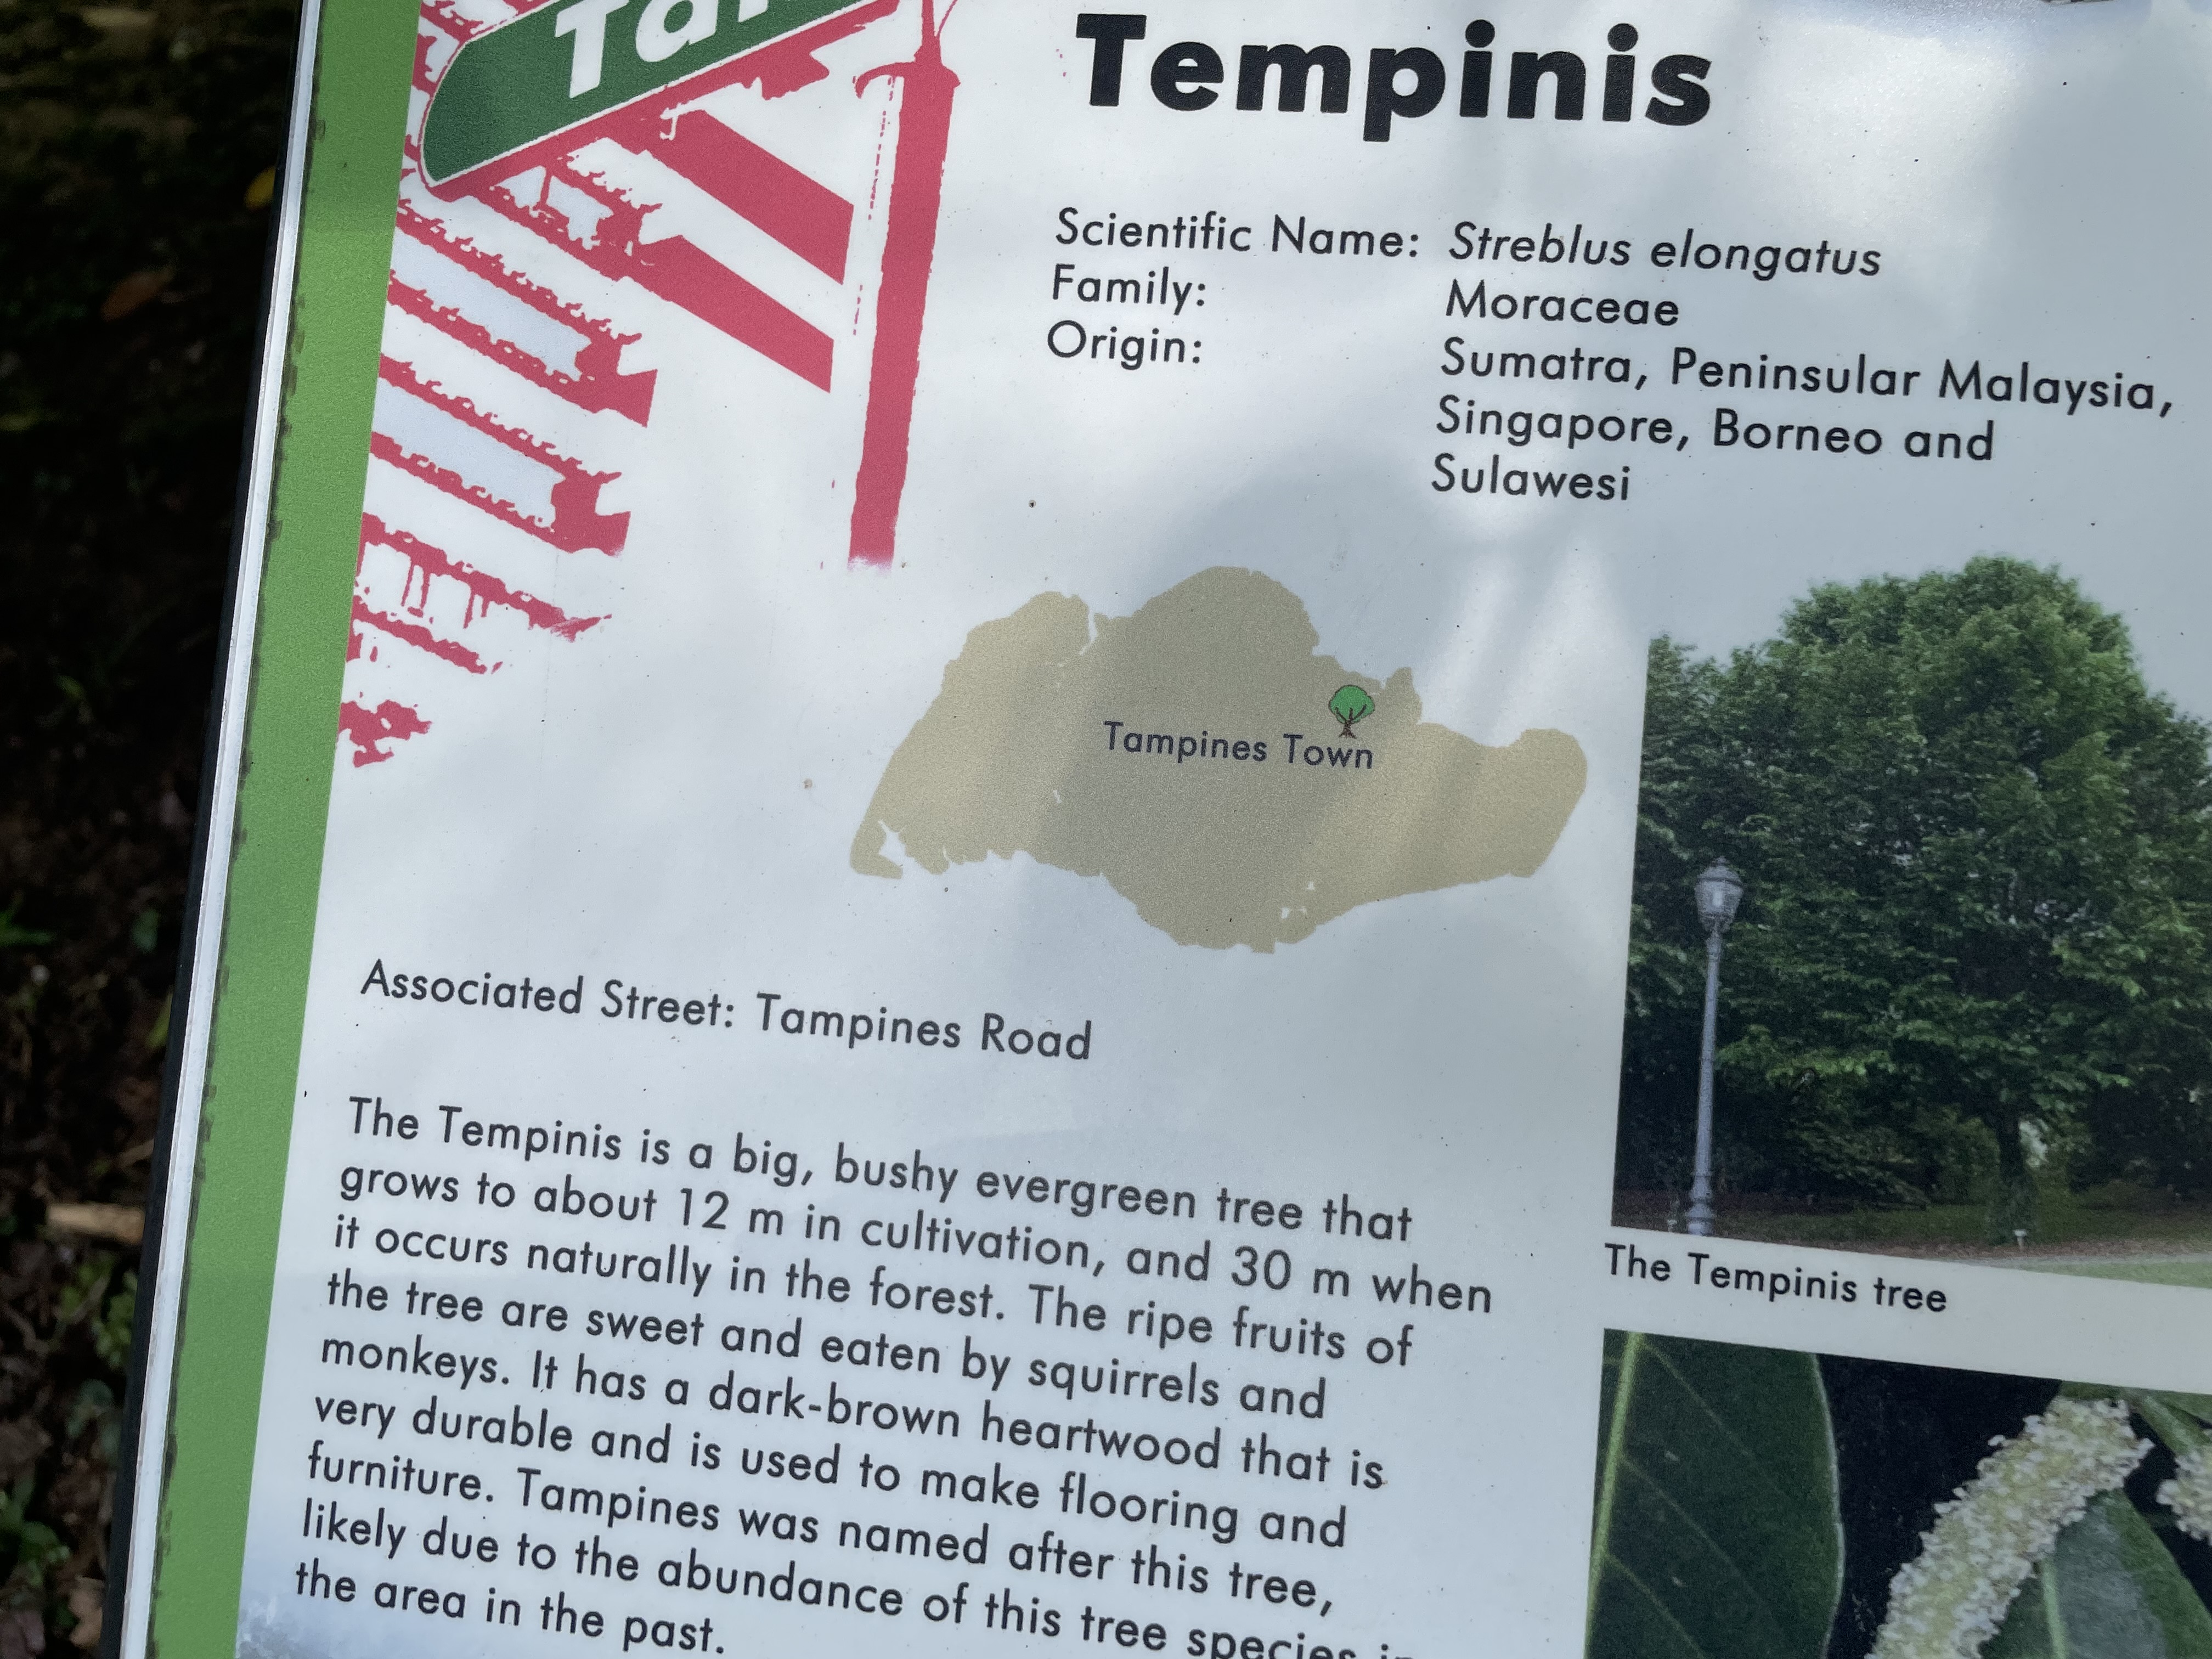 Tempinis
Scientific Name: Streblus elongatus
Family: Moraceae
Origin: Sumatra, Peninsular Malaysia,
Singapore, Borneo and
Sulawesi
Tampines Town
Associated Street: Tampines Road
The Tempinis is a big, bushy evergreen tree that
grows to about 12 m in cultivation, and 30 m when
it occurs naturally in the forest. The ripe fruits of
the tree are sweet and eaten by squirrels and
monkeys. It has a dark-brown heartwood that is
very durable and is used to make flooring and
furniture. Tampines was named after this tree,
likely due to the abundance of this tree species in
the area in the past.
The Tempinis tree